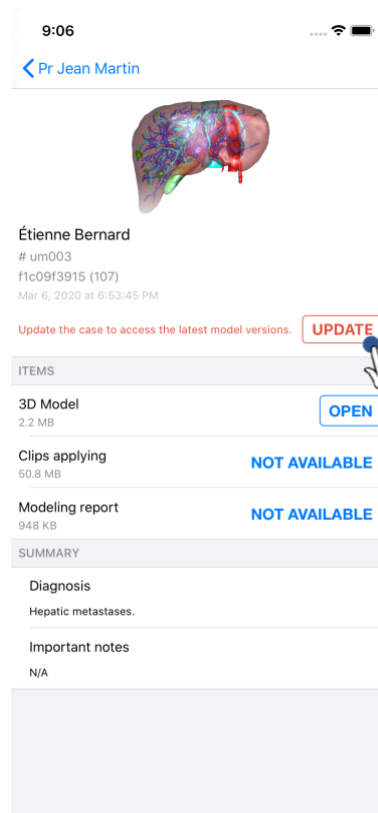 9:06
Pr Jean Martin
Étienne Bernard
# um003
f1c09f3915 (107)
Mar 6, 2020 at 6:53:45 PM
Update the case to access the latest model versions. UPDATE
ITEMS
3D Model
OPEN
2.2 MB
Clips applying
NOT AVAILABLE
50.8 MB
Modeling report
NOT AVAILABLE
948 KB
SUMMARY
Diagnosis
Hepatic metastases.
Important notes
N/A